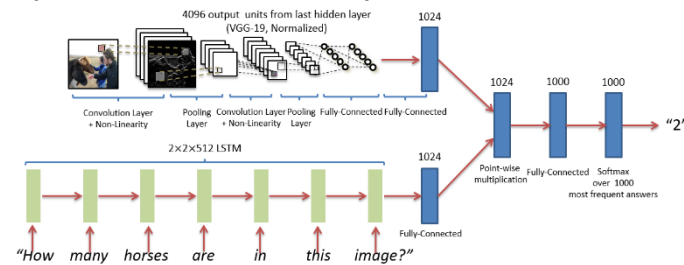 4096 output units from last hidden layer
(VGG-19, Normalized)
1024
Convolution Layer
+ Non-Linearity
Pooling
Layer
Convolution Layer
+ Non-Linearity
Pooling
Layer
Fully-Connected
Fully-Connected
2×2×512 LSTM
1024
Fully-Connected
"How many horses are in this image?"
1024
Point-wise
multiplication
1000
Fully-Connected
1000
Softmax
over 1000
most frequent answers
"2"